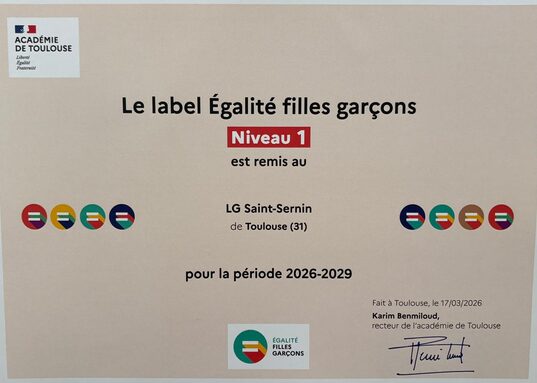 ACADÉMIE
DE TOULOUSE
Liberté
Égalité
Fraternité
Le label Égalité filles garçons
Niveau 1
est remis au
LG Saint-Sernin
de Toulouse (31)
pour la période 2026-2029
Fait à Toulouse, le 17/03/2026
Karim Benmiloud,
recteur de l'académie de Toulouse
ÉGALITÉ
FILLES
GARÇONS